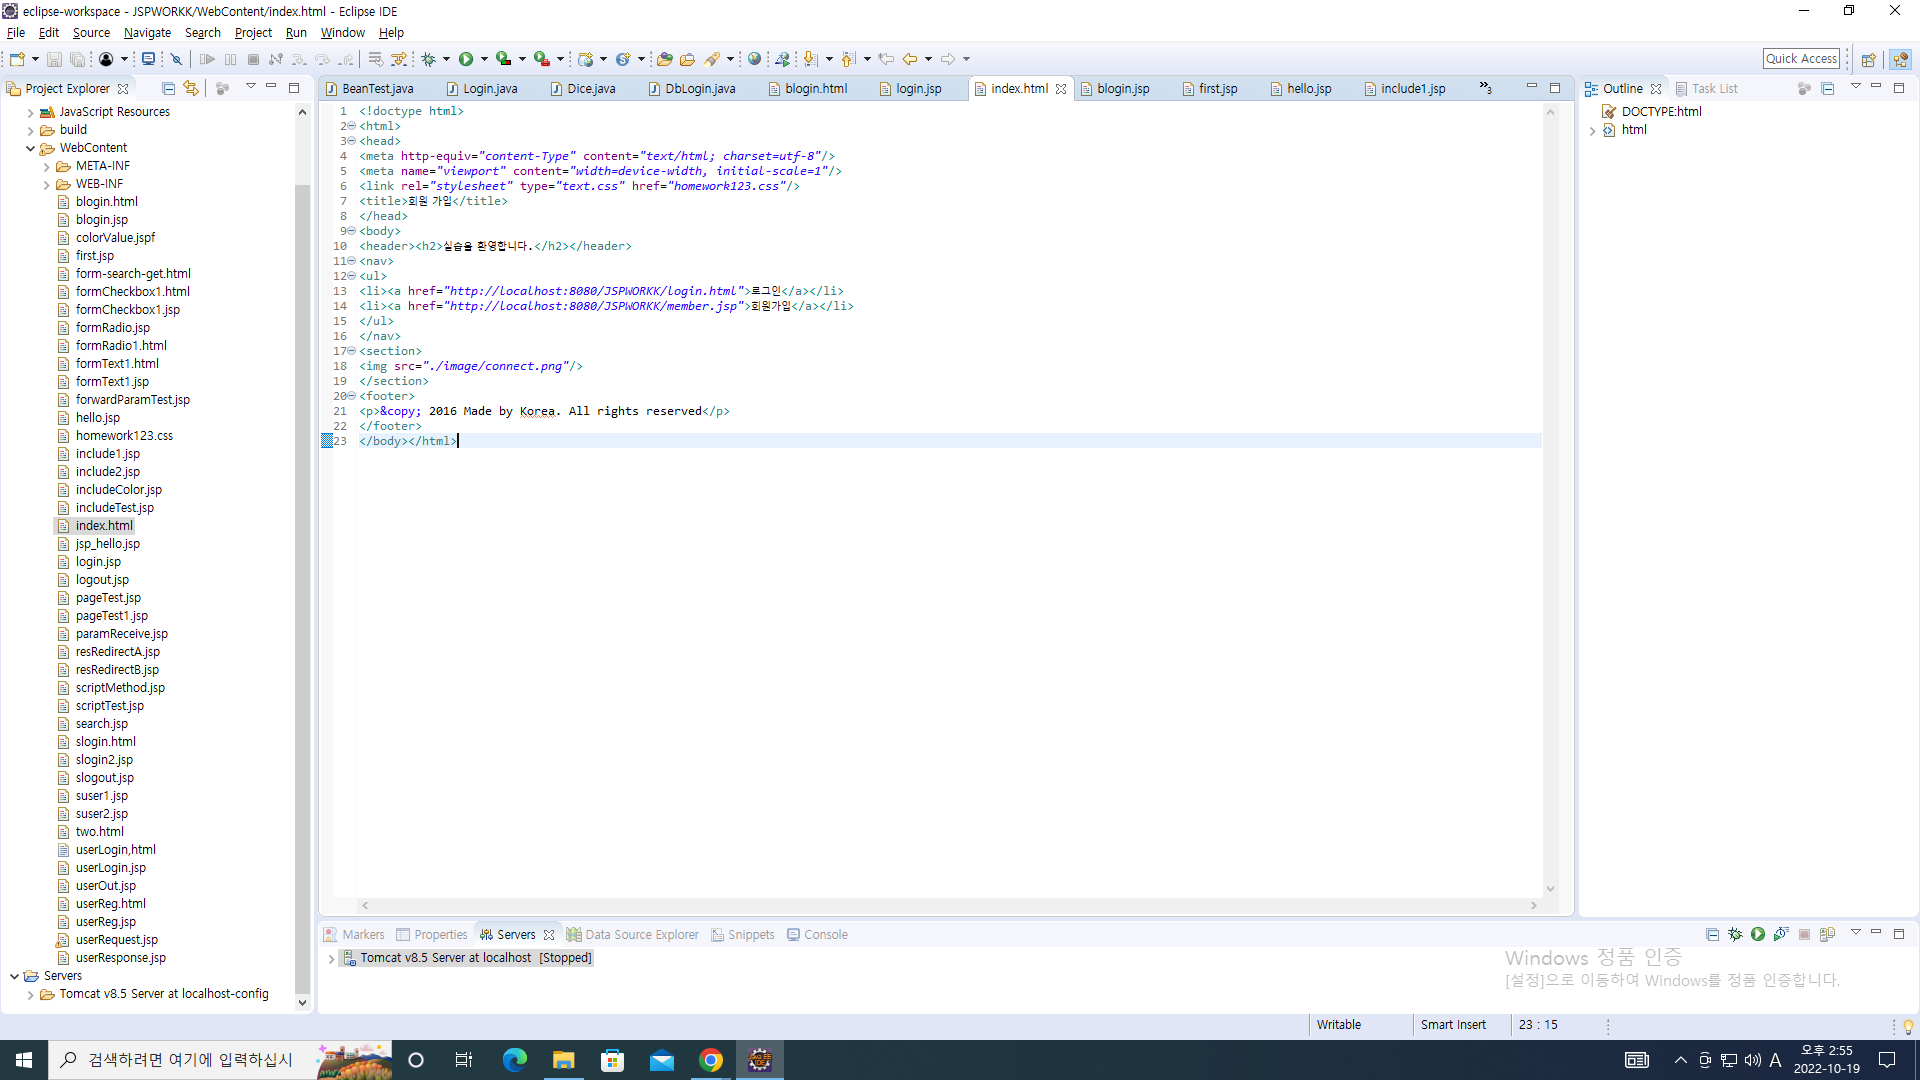 eclipse-workspace - JSPWORKK/WebContent/index.html - Eclipse IDE
File Edit Source Navigate Search Project Run Window Help
Quick Access
Project Explorer
JavaScript Resources
build
WebContent
META-INF
WEB-INF
blogin.html
blogin.jsp
colorValue.jspf
first.jsp
form-search-get.html
formCheckbox1.html
formCheckbox1.jsp
formRadio.jsp
formRadio1.html
formText1.html
formText1.jsp
forwardParamTest.jsp
hello.jsp
homework123.css
include1.jsp
include2.jsp
includeColor.jsp
includeTest.jsp
index.html
jsp_hello.jsp
login.jsp
logout.jsp
pageTest.jsp
pageTest1.jsp
paramReceive.jsp
resRedirectA.jsp
resRedirectB.jsp
scriptMethod.jsp
scriptTest.jsp
search.jsp
slogin.html
slogin2.jsp
slogout.jsp
suser1.jsp
suser2.jsp
two.html
userLogin,html
userLogin.jsp
userOut.jsp
userReg.html
userReg.jsp
userRequest.jsp
userResponse.jsp
Servers
Tomcat v8.5 Server at localhost-config
BeanTest.java Login.java Dice.java DbLogin.java blogin.html login.jsp index.html blogin.jsp first.jsp hello.jsp include1.jsp »3
1 <!doctype html>
2 <html>
3 <head>
4 <meta http-equiv="content-Type" content="text/html; charset=utf-8"/>
5 <meta name="viewport" content="width=device-width, initial-scale=1"/>
6 <link rel="stylesheet" type="text.css" href="homework123.css"/>
7 <title>회원 가입</title>
8 </head>
9 <body>
10 <header><h2>실습을 환영합니다.</h2></header>
11 <nav>
12 <ul>
13 <li><a href="http://localhost:8080/JSPWORKK/login.html">로그인</a></li>
14 <li><a href="http://localhost:8080/JSPWORKK/member.jsp">회원가입</a></li>
15 </ul>
16 </nav>
17 <section>
18 <img src="./image/connect.png"/>
19 </section>
20 <footer>
21 <p>&copy; 2016 Made by Korea. All rights reserved</p>
22 </footer>
23 </body></html>
Outline Task List
DOCTYPE:html
html
Markers Properties Servers Data Source Explorer Snippets Console
Tomcat v8.5 Server at localhost [Stopped]
Windows 정품 인증
[설정]으로 이동하여 Windows를 정품 인증합니다.
Writable Smart Insert 23 : 15
검색하려면 여기에 입력하십시
A
오후 2:55
2022-10-19